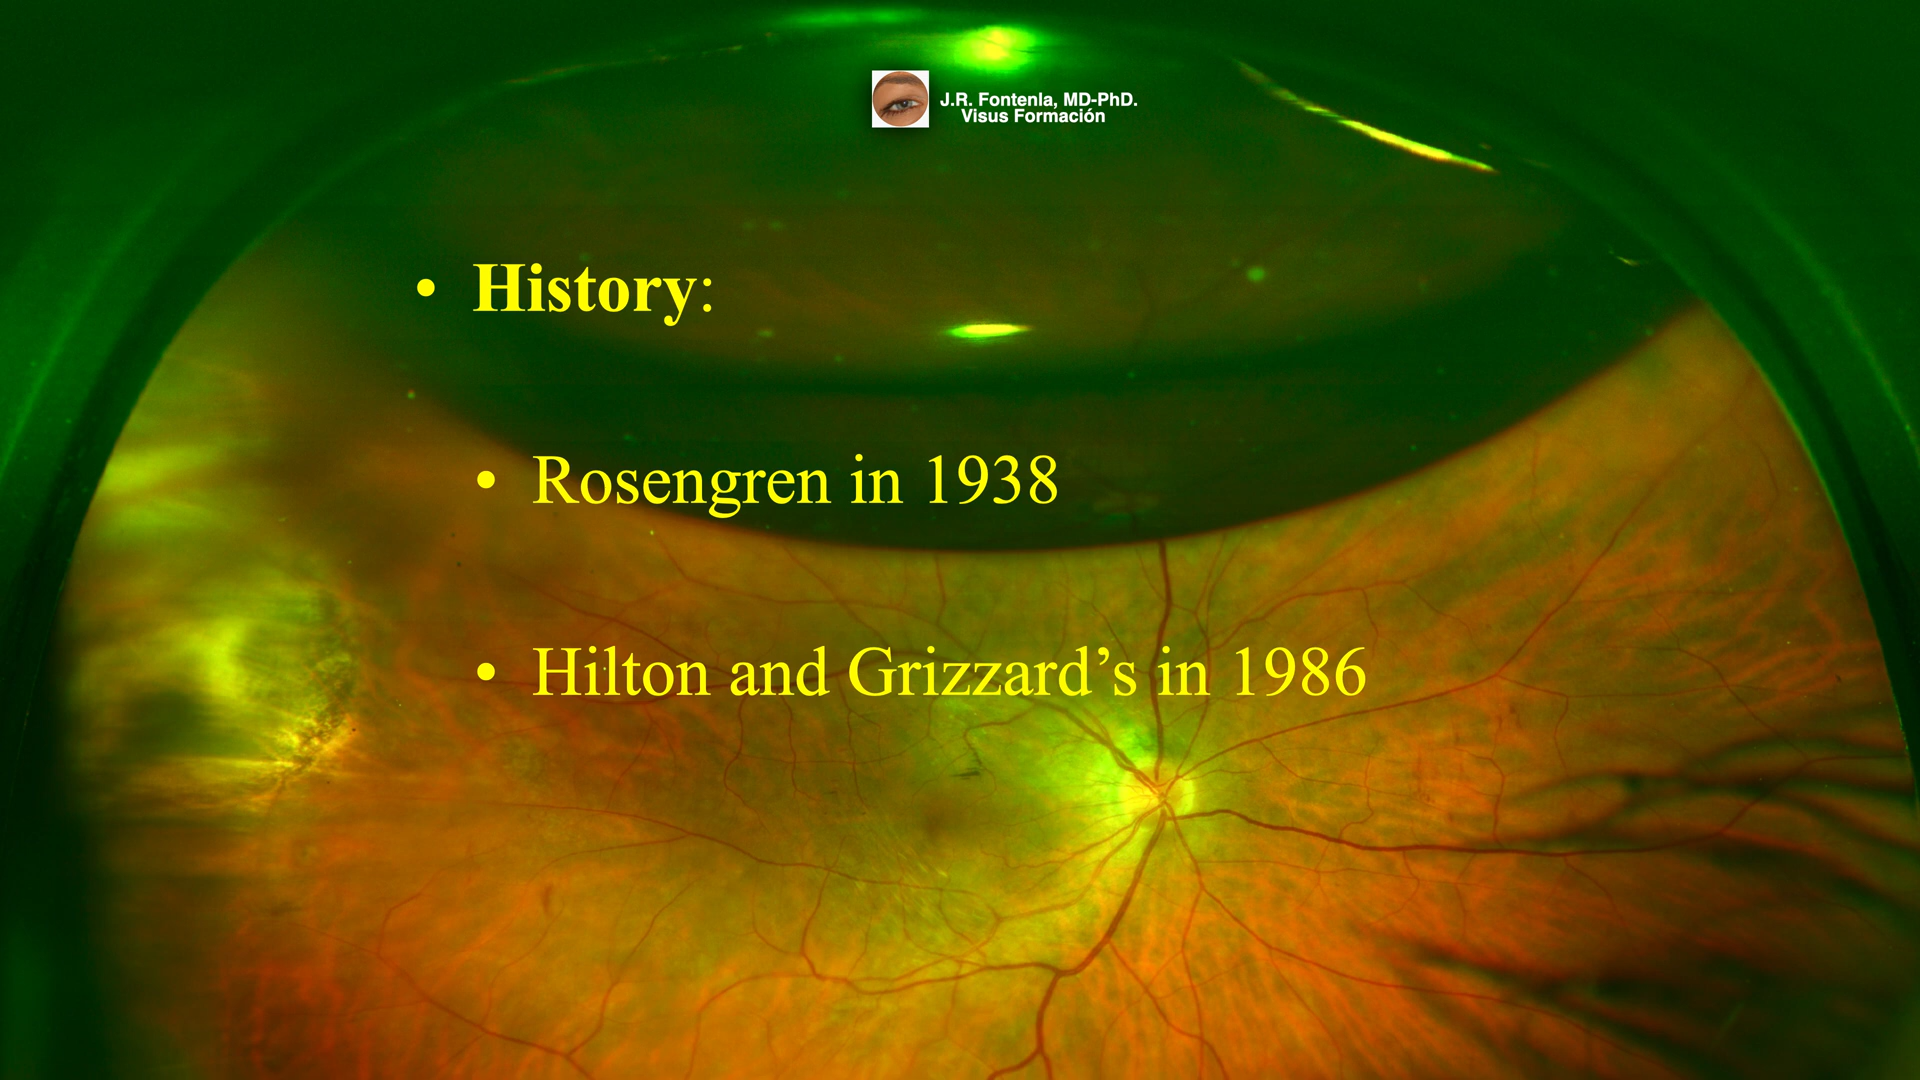 J.R. Fontenla, MD-PhD.
Visus Formación
• History:
• Rosengren in 1938
• Hilton and Grizzard’s in 1986